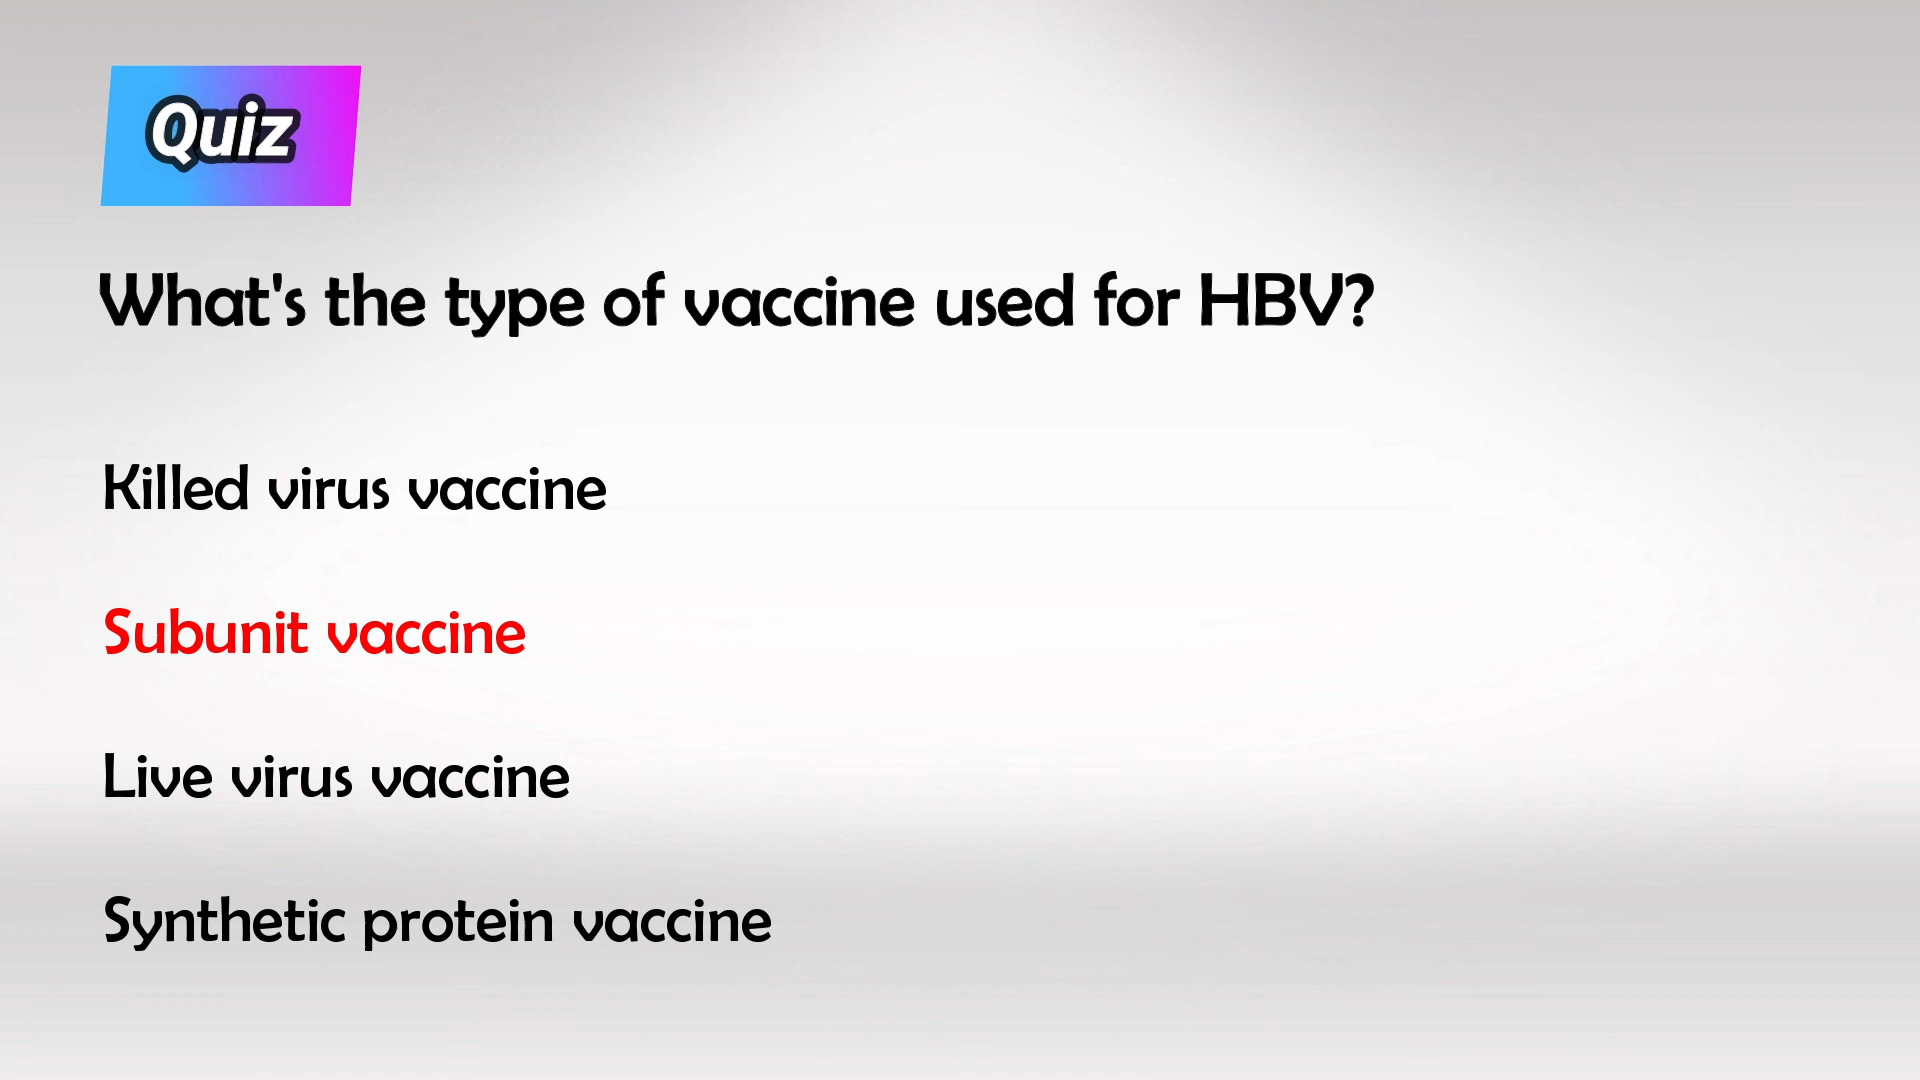 Quiz
What's the type of vaccine used for HBV?
Killed virus vaccine
Subunit vaccine
Live virus vaccine
Synthetic protein vaccine